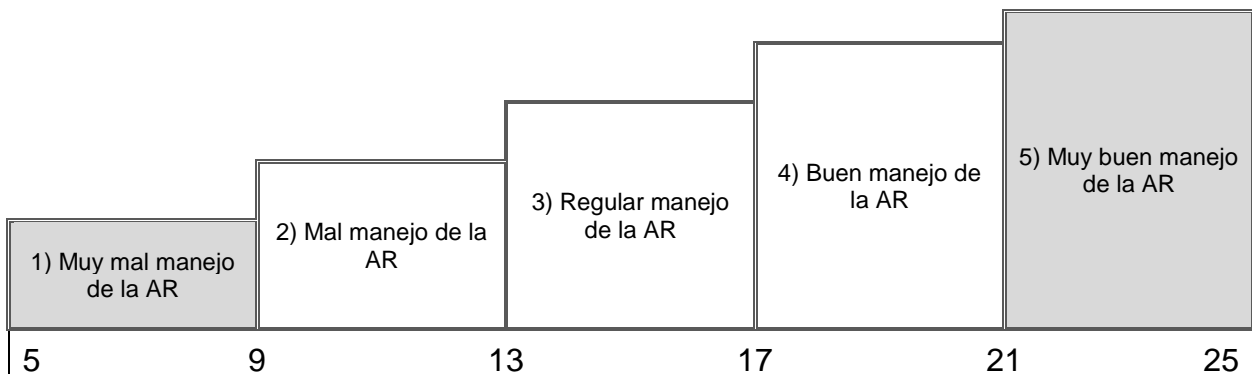 1) Muy mal manejo
de la AR
2) Mal manejo de la
AR
3) Regular manejo
de la AR
4) Buen manejo de
la AR
5) Muy buen manejo
de la AR
5 9 13 17 21 25